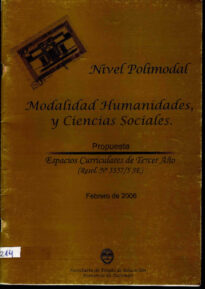 Nivel Polimodal
Modalidad Humanidades,
y Ciencias Sociales.
Propuesta
Espacios Curriculares de Tercer Año
Febrero de 2006